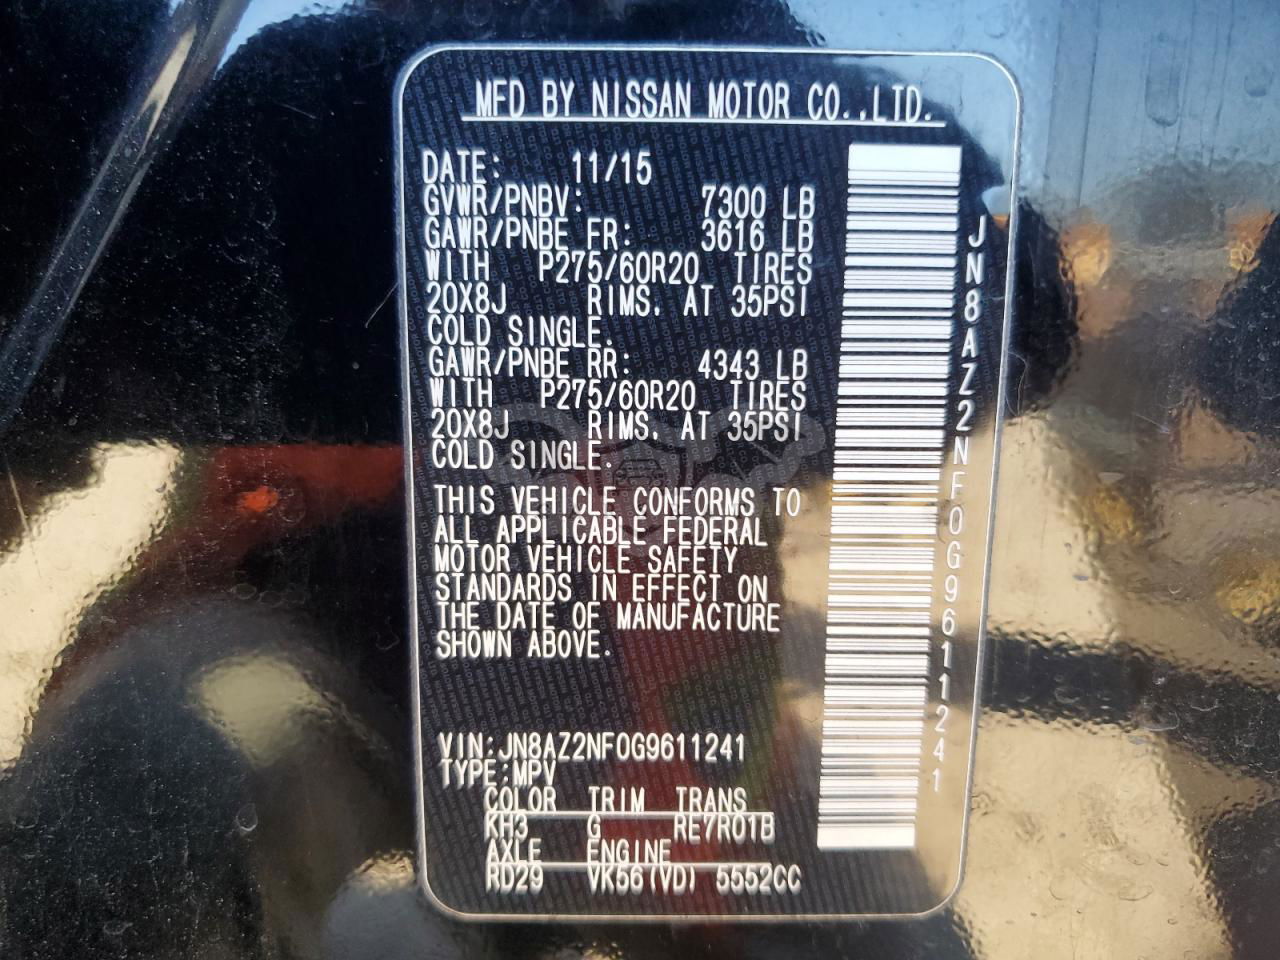 MFD BY NISSAN MOTOR CO.,LTD.
DATE: 11/15
GVWR/PNBV: 7300 LB
GAWR/PNBE FR: 3616 LB
WITH P275/60R20 TIRES
20X8J RIMS, AT 35PSI
COLD SINGLE.
GAWR/PNBE RR: 4343 LB
WITH P275/60R20 TIRES
20X8J RIMS, AT 35PSI
COLD SINGLE.
THIS VEHICLE CONFORMS TO
ALL APPLICABLE FEDERAL
MOTOR VEHICLE SAFETY
STANDARDS IN EFFECT ON
THE DATE OF MANUFACTURE
SHOWN ABOVE.
VIN:JN8AZ2NF0G9611241
TYPE:MPV
COLOR TRIM TRANS
KH3 G RE7R01B
AXLE ENGINE
RD29 VK56(VD) 5552CC
JN8AZ2NF0G9611241